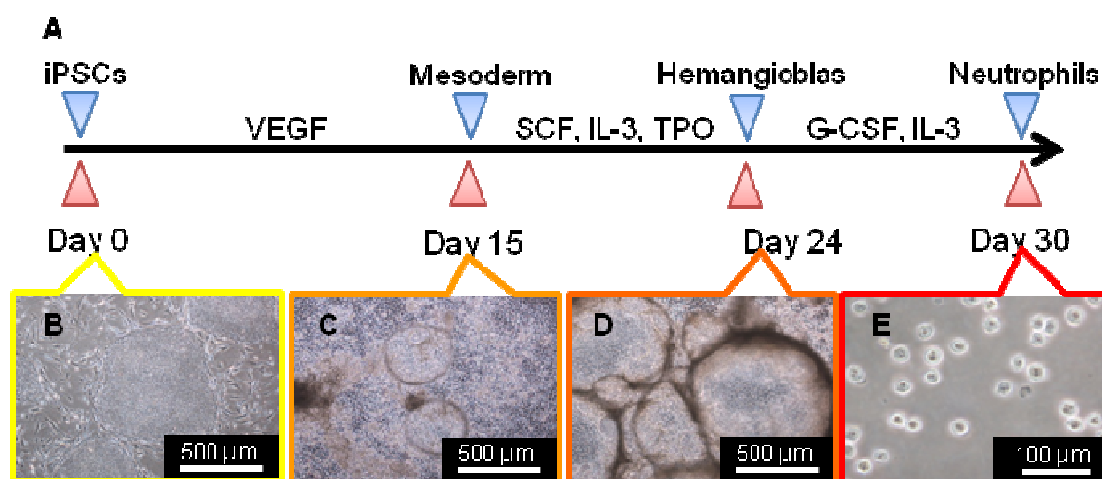 A
iPSCs Mesoderm Hemangioblas Neutrophils
VEGF SCF, IL-3, TPO G-CSF, IL-3
Day 0 Day 15 Day 24 Day 30
B C D E
500 µm 500 µm 500 µm 100 µm